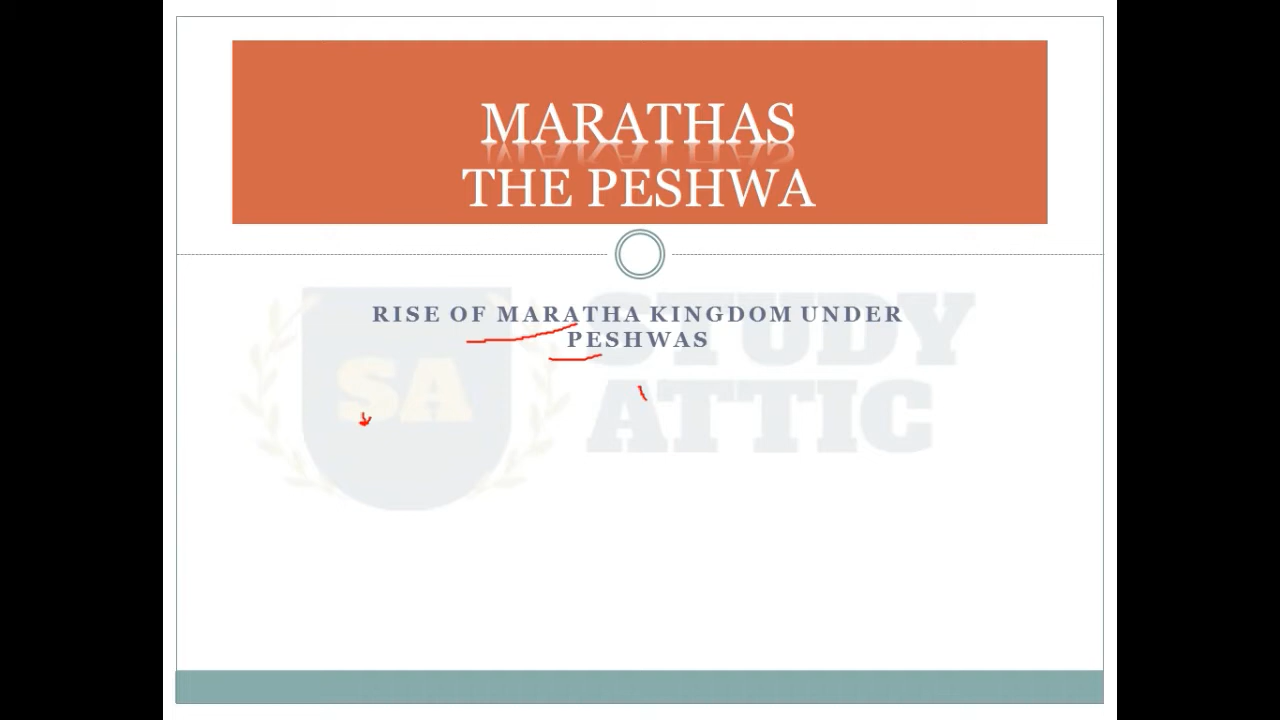 MARATHAS
THE PESHWA
RISE OF MARATHA KINGDOM UNDER
PESHWAS
SA
STUDY
ATTIC